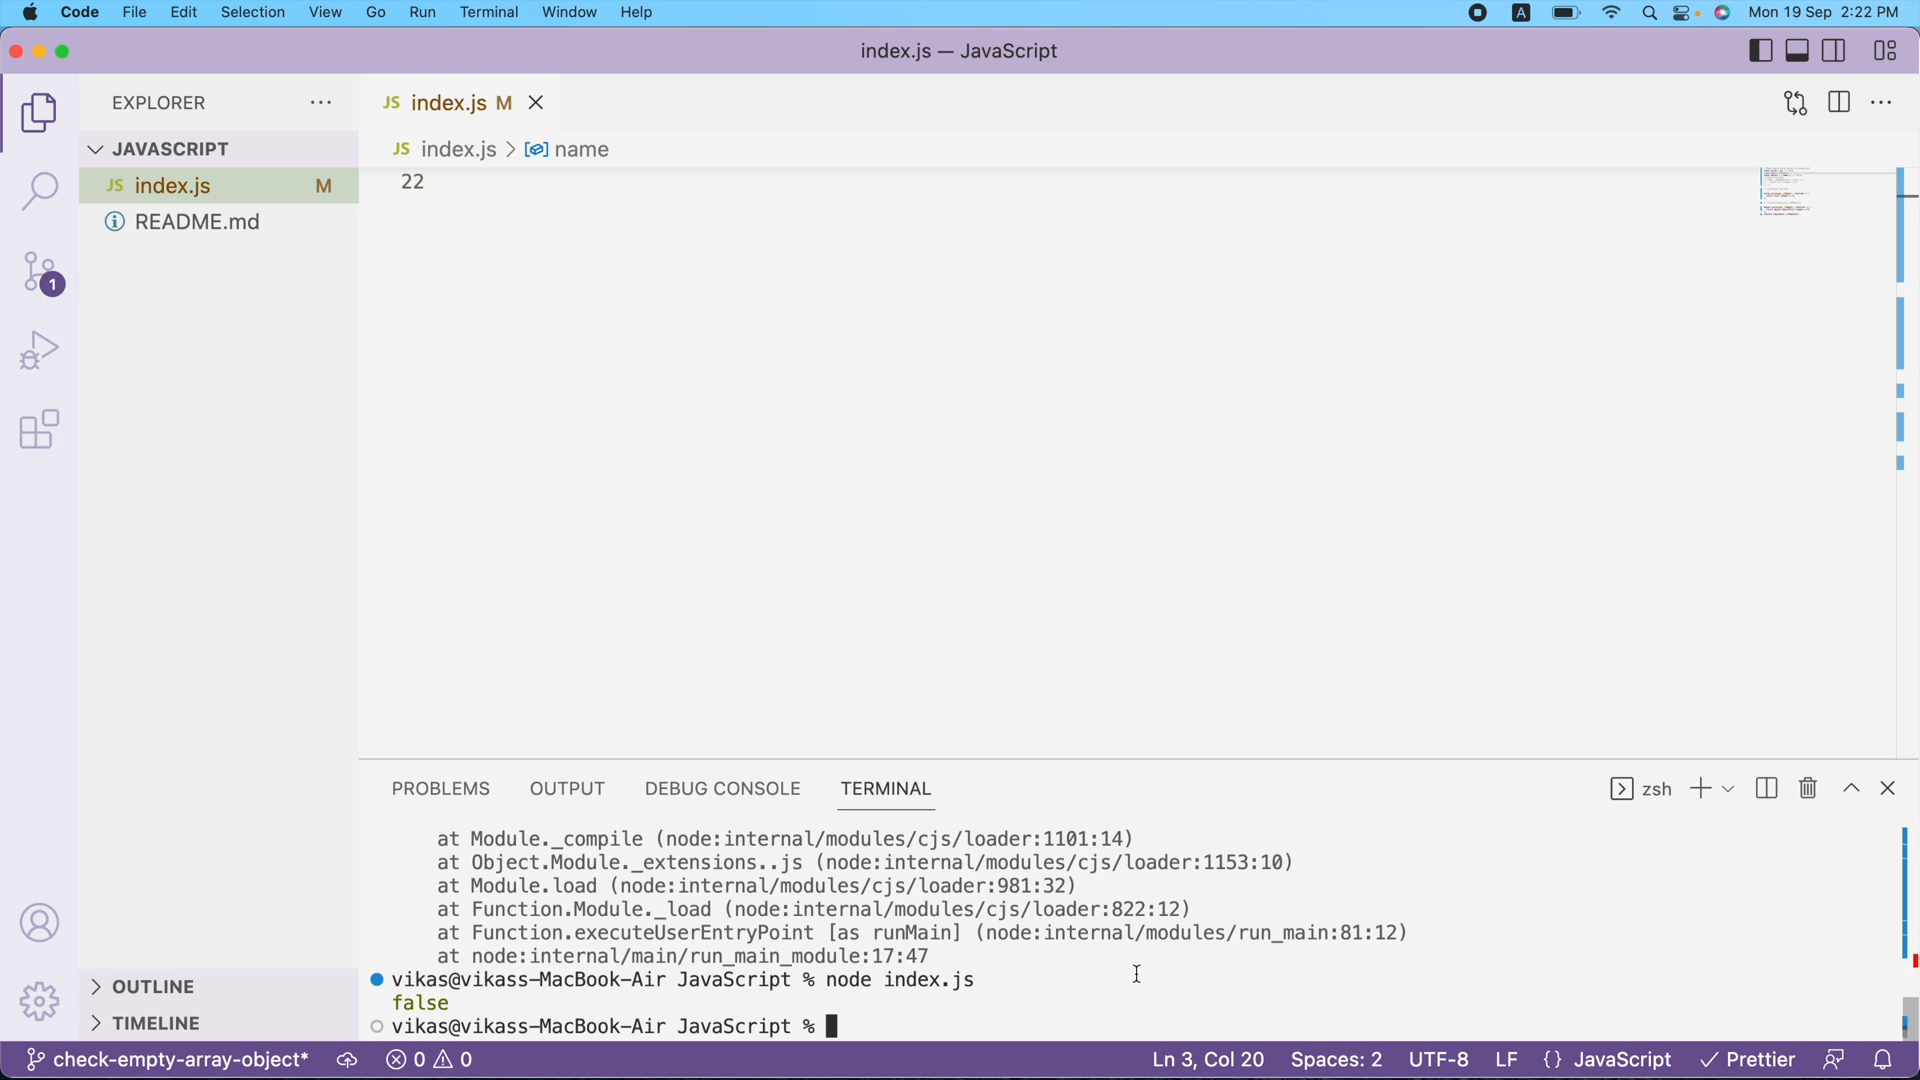 Code File Edit Selection View Go Run Terminal Window Help A Mon 19 Sep 2:22 PM
index.js — JavaScript
EXPLORER
JS index.js M
JAVASCRIPT
JS index.js > name
JS index.js M
22
README.md
1
PROBLEMS OUTPUT DEBUG CONSOLE TERMINAL zsh
at Module._compile (node:internal/modules/cjs/loader:1101:14)
at Object.Module._extensions..js (node:internal/modules/cjs/loader:1153:10)
at Module.load (node:internal/modules/cjs/loader:981:32)
at Function.Module._load (node:internal/modules/cjs/loader:822:12)
at Function.executeUserEntryPoint [as runMain] (node:internal/modules/run_main:81:12)
at node:internal/main/run_main_module:17:47
vikas@vikass-MacBook-Air JavaScript % node index.js
false
vikas@vikass-MacBook-Air JavaScript %
OUTLINE
TIMELINE
check-empty-array-object* 0 0 Ln 3, Col 20 Spaces: 2 UTF-8 LF {} JavaScript Prettier